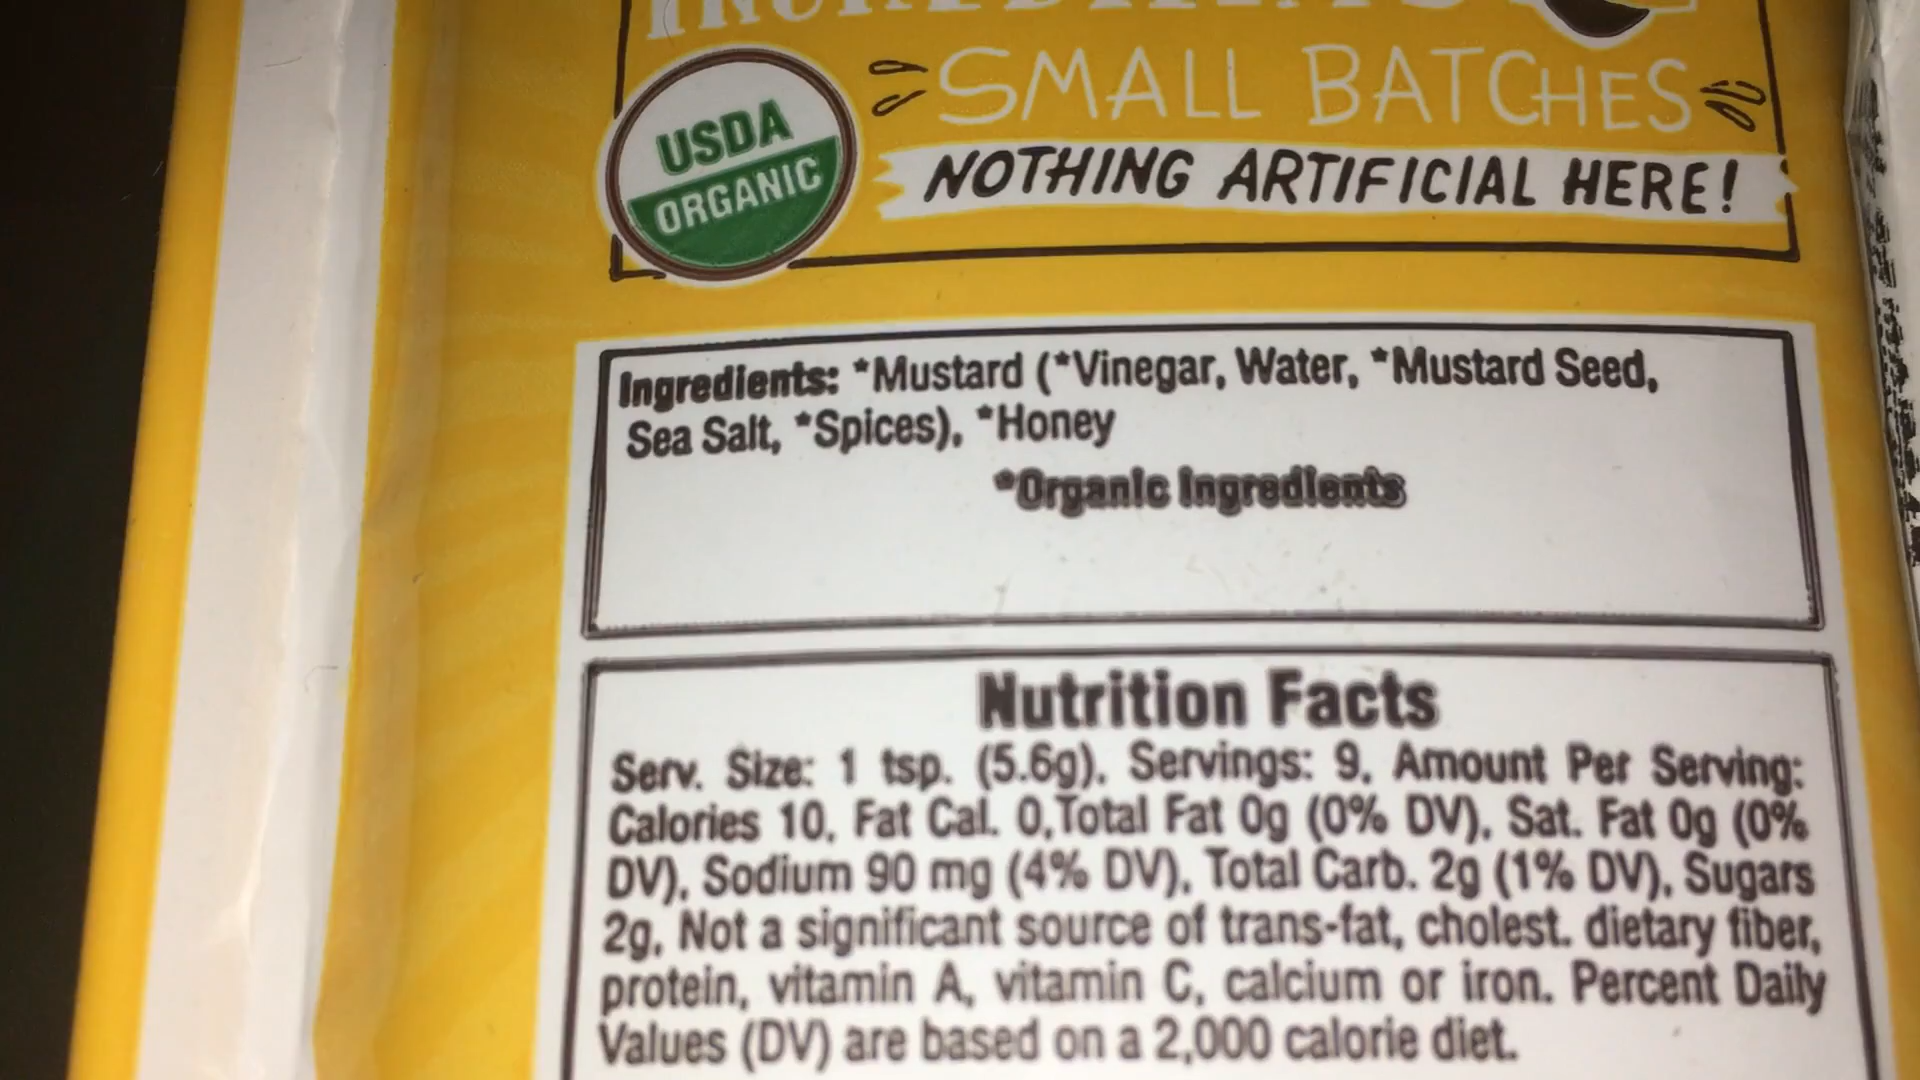 SMALL BATCHES
USDA
ORGANIC
NOTHING ARTIFICIAL HERE!
Ingredients: *Mustard (*Vinegar, Water, *Mustard Seed,
Sea Salt, *Spices), *Honey
*Organic Ingredients
Nutrition Facts
Serv. Size: 1 tsp. (5.6g), Servings: 9, Amount Per Serving:
Calories 10, Fat Cal. 0,Total Fat 0g (0% DV), Sat. Fat 0g (0%
DV), Sodium 90 mg (4% DV), Total Carb. 2g (1% DV), Sugars
2g, Not a significant source of trans-fat, cholest. dietary fiber,
protein, vitamin A, vitamin C, calcium or iron. Percent Daily
Values (DV) are based on a 2,000 calorie diet.